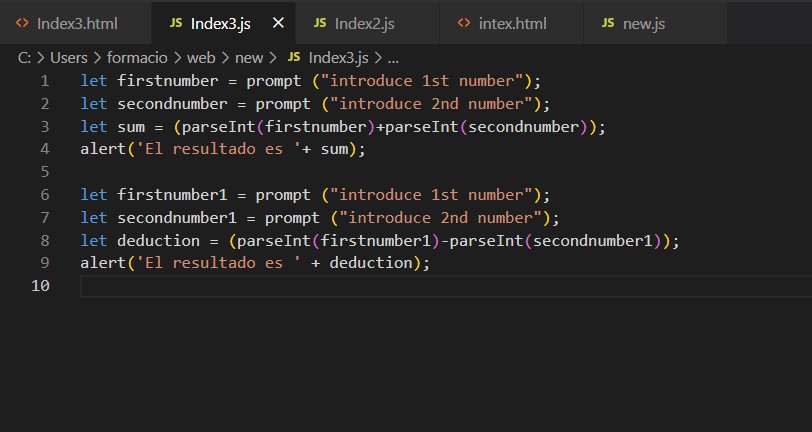 <> Index3.html JS Index3.js × JS Index2.js <> intex.html JS new.js
C: > Users > formacio > web > new > JS Index3.js > ...
1 let firstnumber = prompt ("introduce 1st number");
2 let secondnumber = prompt ("introduce 2nd number");
3 let sum = (parseInt(firstnumber)+parseInt(secondnumber));
4 alert('El resultado es '+ sum);
5
6 let firstnumber1 = prompt ("introduce 1st number");
7 let secondnumber1 = prompt ("introduce 2nd number");
8 let deduction = (parseInt(firstnumber1)-parseInt(secondnumber1));
9 alert('El resultado es ' + deduction);
10